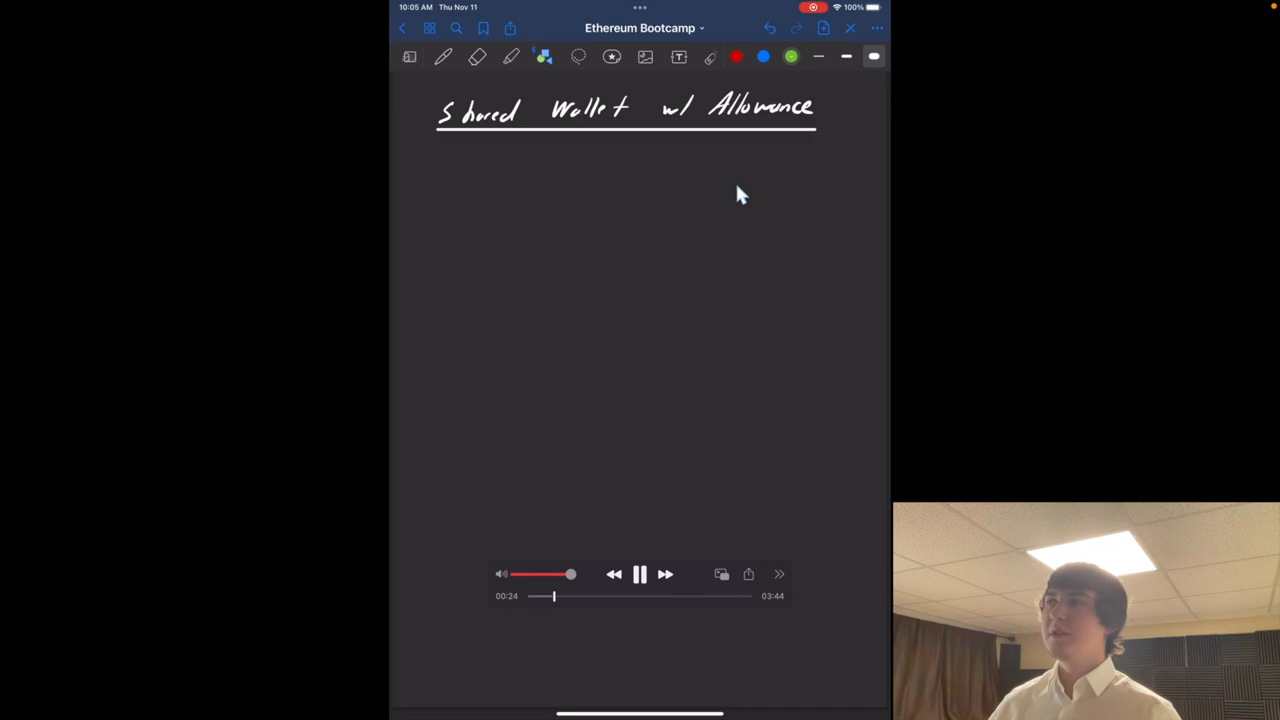 10:05 AM Thu Nov 11
100%
Ethereum Bootcamp
T
Shared Wallet w/ Allowance
00:24
03:44